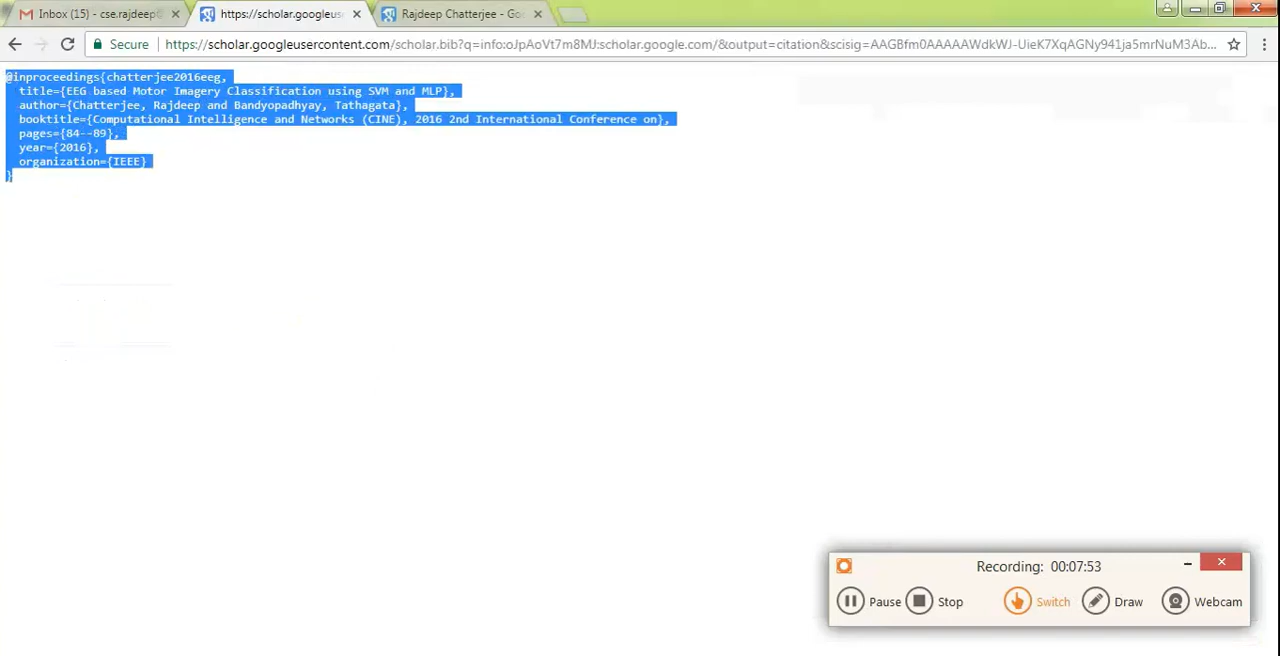 Inbox (15) - cse.rajdeep@
https://scholar.googleus
Rajdeep Chatterjee - Go
Secure
https://scholar.googleusercontent.com/scholar.bib?q=info:oJpAoVt7m8MJ:scholar.google.com/&output=citation&scisig=AAGBfm0AAAAAWdkWJ-UieK7XqAGNy941ja5mrNuM3Ab...
@inproceedings{chatterjee2016eeg,
title={EEG based Motor Imagery Classification using SVM and MLP},
author={Chatterjee, Rajdeep and Bandyopadhyay, Tathagata},
booktitle={Computational Intelligence and Networks (CINE), 2016 2nd International Conference on},
pages={84--89},
year={2016},
organization={IEEE}
}
Recording: 00:07:53
Pause Stop Switch Draw Webcam